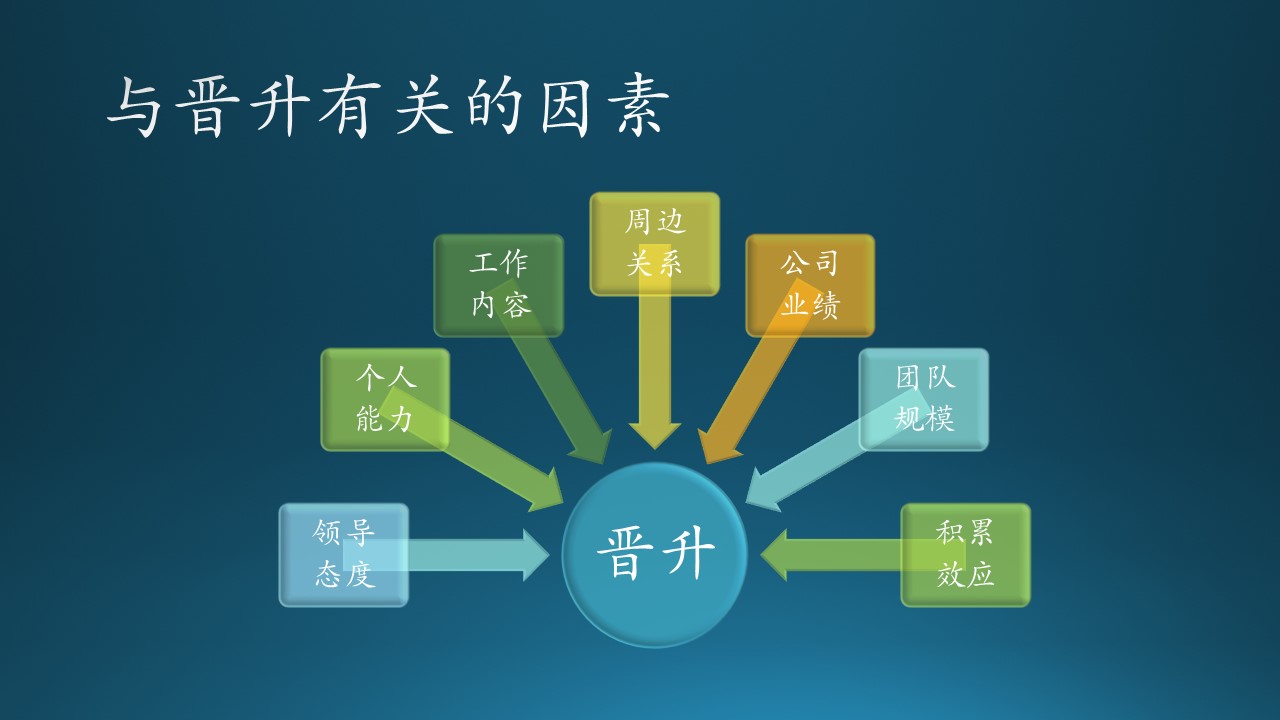 与晋升有关的因素
周边
关系
工作
内容
公司
业绩
个人
能力
团队
规模
领导
态度
晋升
积累
效应